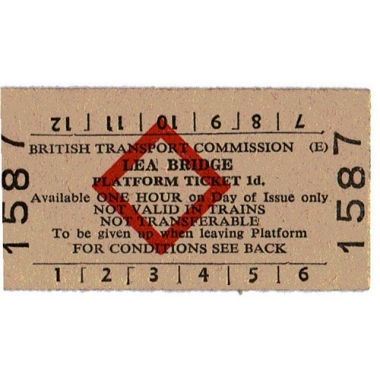 12 11 10 9 8 7
BRITISH TRANSPORT COMMISSION (E)
LEA BRIDGE
PLATFORM TICKET 1d.
Available ONE HOUR on Day of Issue only
NOT VALID IN TRAINS
NOT TRANSFERABLE
To be given up when leaving Platform
FOR CONDITIONS SEE BACK
1 2 3 4 5 6
1587
1587